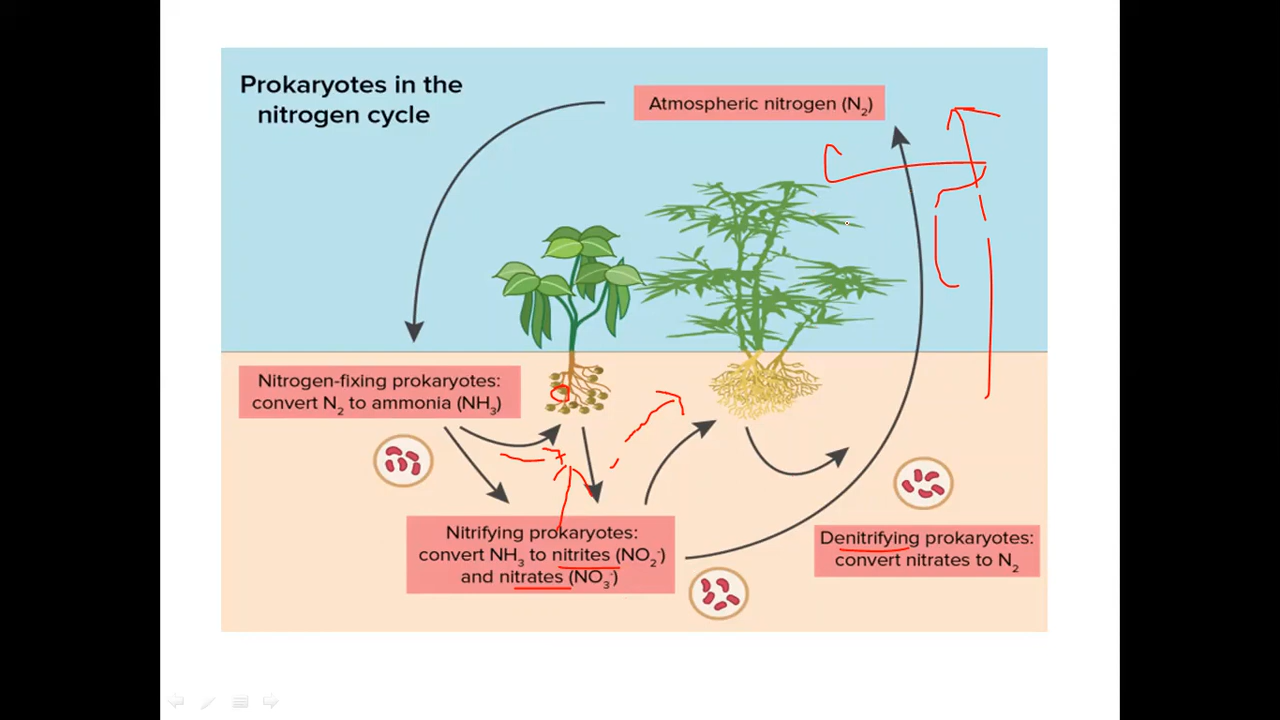 Prokaryotes in the
nitrogen cycle
Atmospheric nitrogen (N₂)
Nitrogen-fixing prokaryotes:
convert N₂ to ammonia (NH₃)
Nitrifying prokaryotes:
convert NH₃ to nitrites (NO₂⁻)
and nitrates (NO₃⁻)
Denitrifying prokaryotes:
convert nitrates to N₂